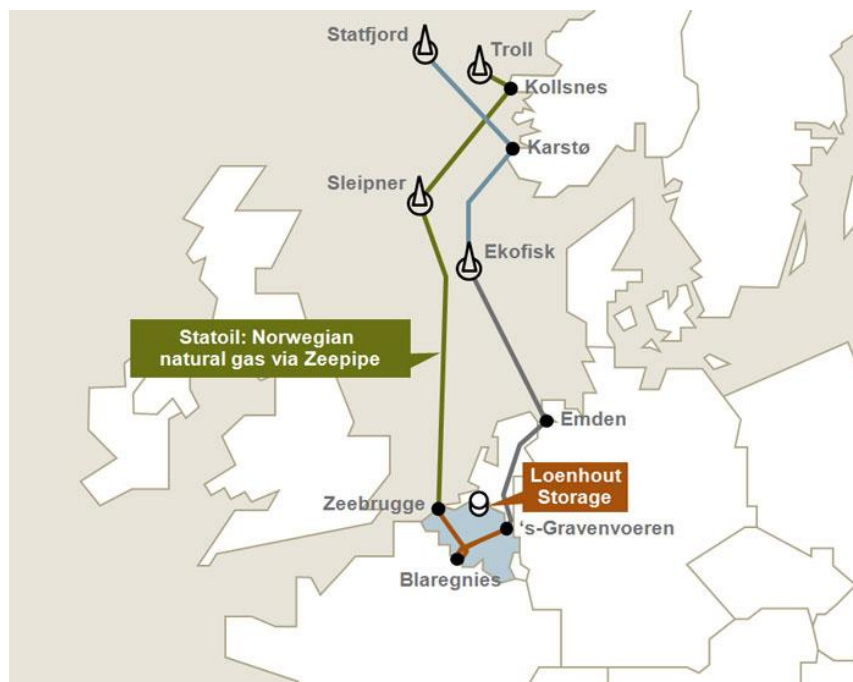 Statfjord
Troll
Kollsnes
Karstø
Sleipner
Ekofisk
Statoil: Norwegian
natural gas via Zeepipe
Emden
Loenhout
Storage
Zeebrugge
‘s-Gravenvoeren
Blaregnies